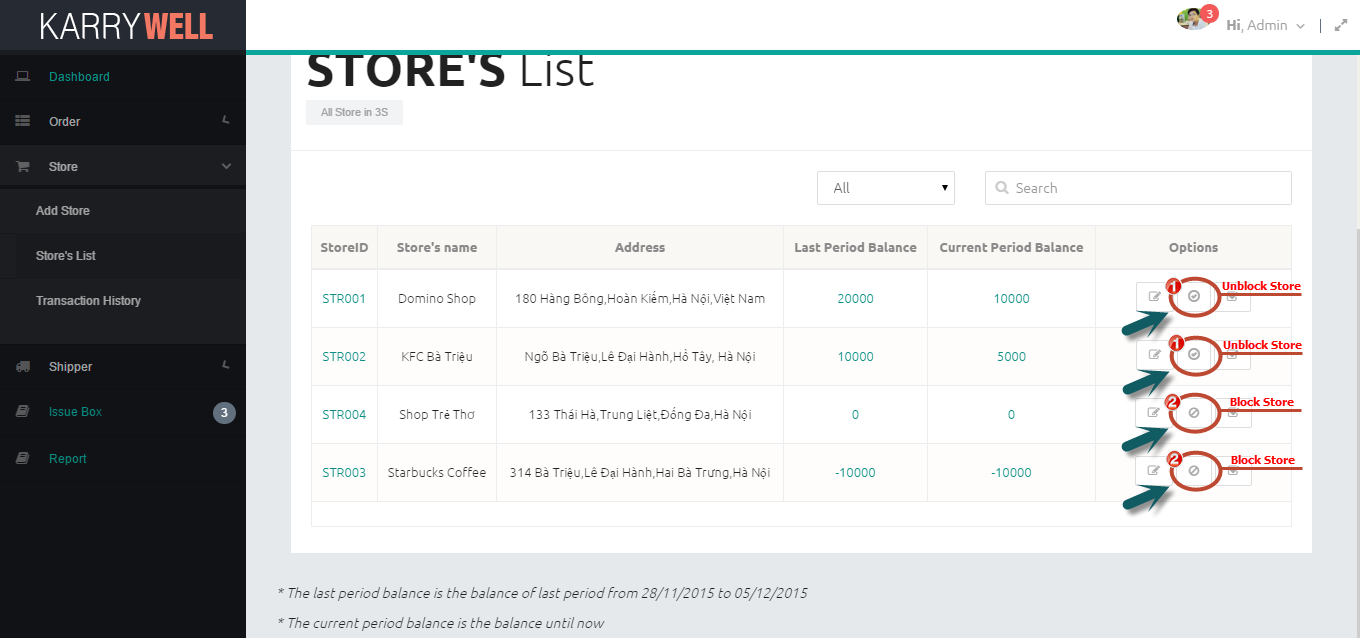 KARRYWELL
3
Hi, Admin
Dashboard
Order
Store
Add Store
Store's List
Transaction History
Shipper
Issue Box 3
Report
STORE'S List
All Store in 3S
All
Search
StoreID Store's name Address Last Period Balance Current Period Balance Options
STR001 Domino Shop 180 Hàng Bông,Hoàn Kiếm,Hà Nội,Việt Nam 20000 10000 1 Unblock Store
STR002 KFC Bà Triệu Ngõ Bà Triệu,Lê Đại Hành,Hồ Tây, Hà Nội 10000 5000 1 Unblock Store
STR004 Shop Trẻ Thơ 133 Thái Hà,Trung Liệt,Đống Đa,Hà Nội 0 0 2 Block Store
STR003 Starbucks Coffee 314 Bà Triệu,Lê Đại Hành,Hai Bà Trưng,Hà Nội -10000 -10000 2 Block Store
* The last period balance is the balance of last period from 28/11/2015 to 05/12/2015
* The current period balance is the balance until now